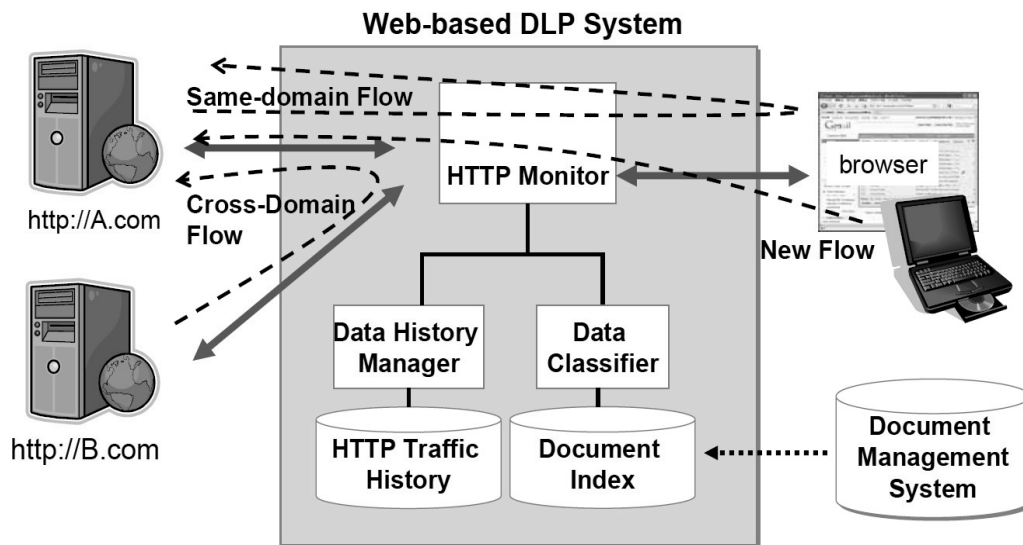 Web-based DLP System
Same-domain Flow
HTTP Monitor
Gmail
browser
http://A.com
Cross-Domain
Flow
New Flow
Data History
Manager
Data
Classifier
http://B.com
HTTP Traffic
History
Document
Index
Document
Management
System